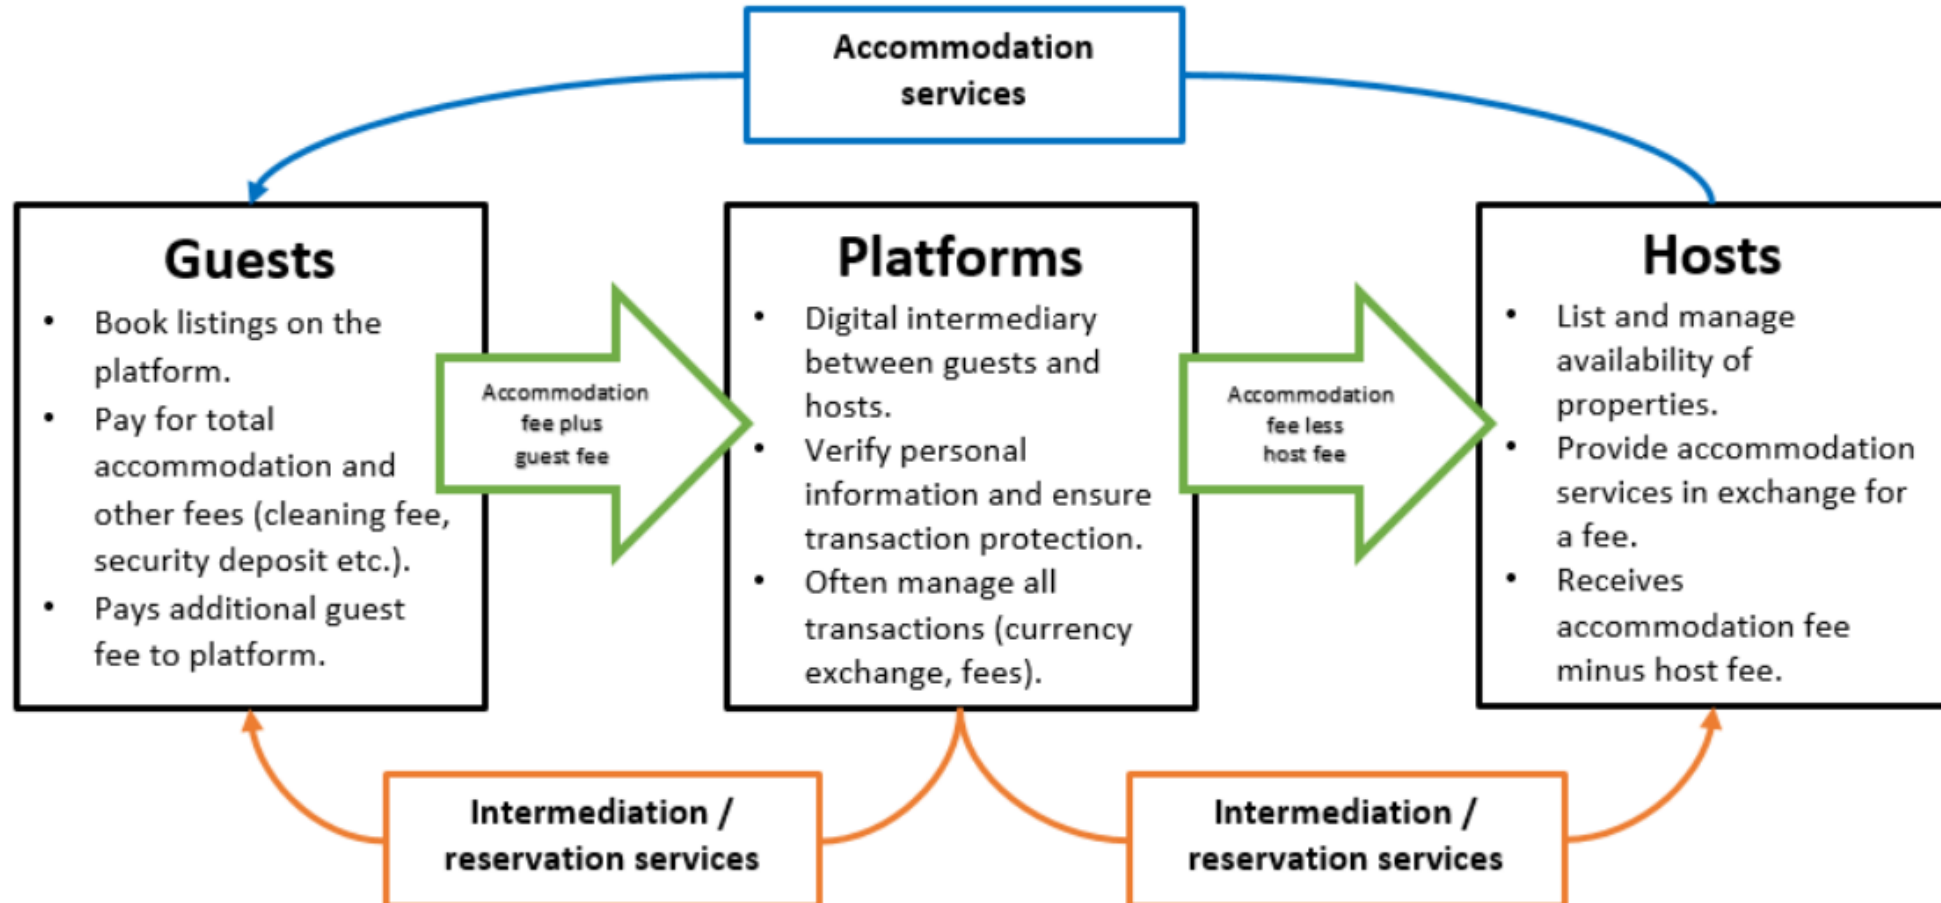 Accommodation
services
Guests
• Book listings on the
platform.
• Pay for total
accommodation and
other fees (cleaning fee,
security deposit etc.).
• Pays additional guest
fee to platform.
Accommodation
fee plus
guest fee
Platforms
• Digital intermediary
between guests and
hosts.
• Verify personal
information and ensure
transaction protection.
• Often manage all
transactions (currency
exchange, fees).
Accommodation
fee less
host fee
Hosts
• List and manage
availability of
properties.
• Provide accommodation
services in exchange for
a fee.
• Receives
accommodation fee
minus host fee.
Intermediation /
reservation services
Intermediation /
reservation services